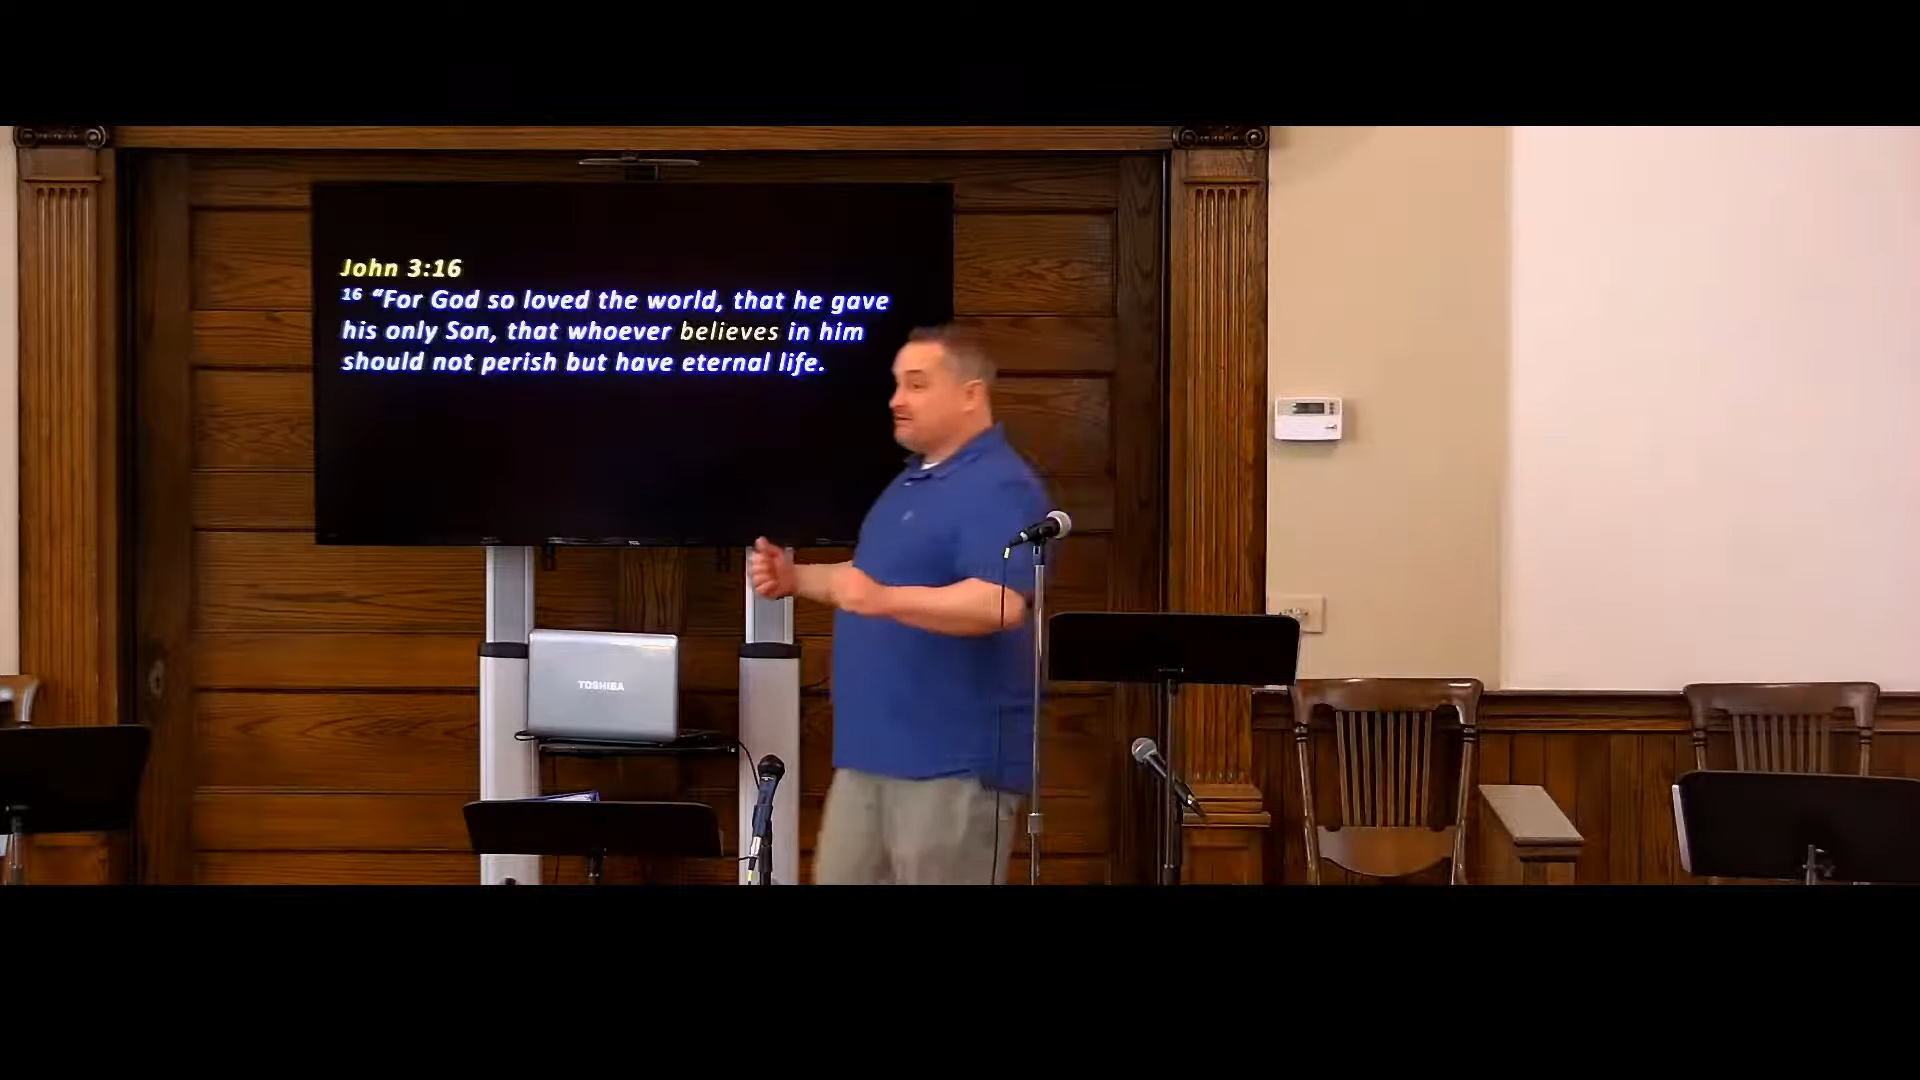 John 3:16
16 “For God so loved the world, that he gave
his only Son, that whoever believes in him
should not perish but have eternal life.
TOSHIBA